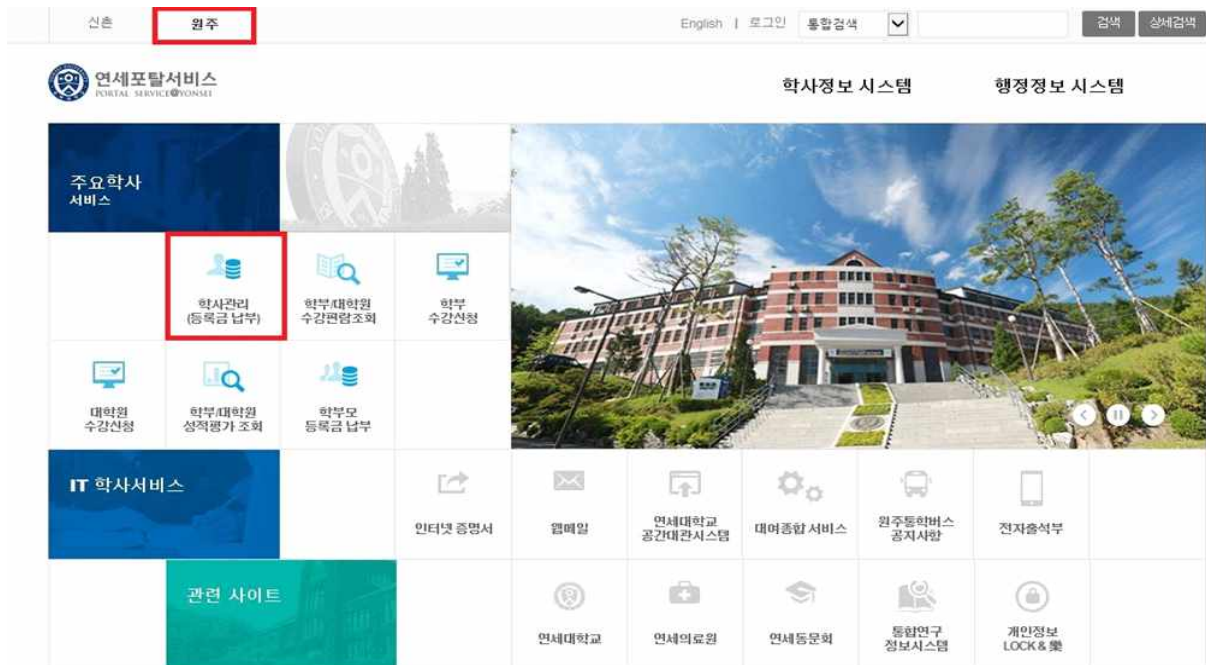 신촌
원주
English | 로그인 통합검색
검색
상세검색
연세포탈서비스
PORTAL SERVICE@YONSEI
학사정보 시스템
행정정보 시스템
주요학사
서비스
학사관리
(등록금 납부)
학부/대학원
수강편람조회
학부
수강신청
대학원
수강신청
학부/대학원
성적평가 조회
학부모
등록금 납부
IT 학사서비스
인터넷 증명서
웹메일
연세대학교
공간대관시스템
대여종합 서비스
원주통학버스
공지사항
전자출석부
관련 사이트
연세대학교
연세의료원
연세동문회
통합연구
정보시스템
개인정보
LOCK & 樂